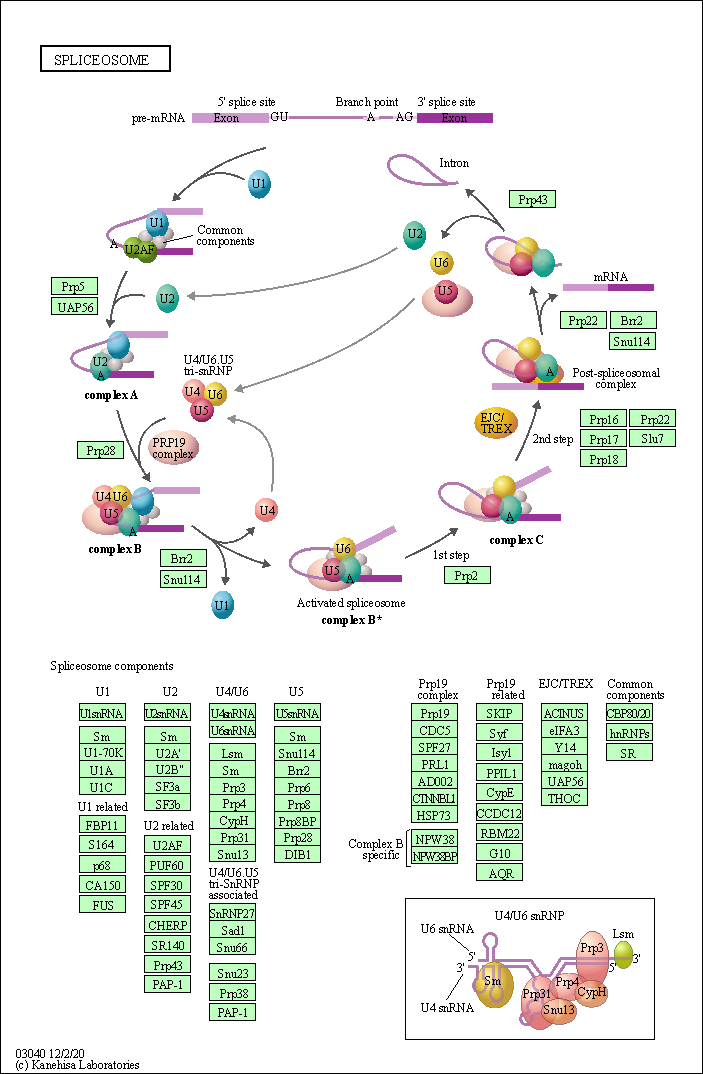 SPLICEOSOME
5' splice site
Branch point
3' splice site
pre-mRNA
Exon
GU
A
AG
Exon
U1
U1
A
U2AF
Common
components
Intron
Prp43
U2
U6
U5
mRNA
Prp5
UAP56
U2
Prp22
Brr2
Snu114
U2
A
complex A
U4/U6.U5
tri-snRNP
U4
U6
U5
A
Post-spliceosomal
complex
EJC/
TREX
2nd step
Prp16
Prp22
Prp17
Slu7
Prp18
Prp28
PRP19
complex
U4
U6
U5
A
complex B
U4
U1
Brr2
Snu114
U6
U5
A
Activated spliceosome
complex B*
1st step
Prp2
A
complex C
Spliceosome components
U1
U1snRNA
Sm
U1-70K
U1A
U1C
U1 related
FBP11
S164
p68
CA150
FUS
U2
U2snRNA
Sm
U2A'
U2B"
SF3a
SF3b
U2 related
U2AF
PUF60
SPF30
SPF45
CHERP
SR140
Prp43
PAP-1
U4/U6
U4snRNA
U6snRNA
Lsm
Sm
Prp3
Prp4
CypH
Prp31
Snu13
U4/U6.U5
tri-SnRNP
associated
SnRNP27
Sad1
Snu66
Snu23
Prp38
PAP-1
U5
U5snRNA
Sm
Snu114
Brr2
Prp6
Prp8
Prp8BP
Prp28
DIB1
Prp19
complex
Prp19
CDC5
SPF27
PRL1
AD002
CTNNBL1
HSP73
Complex B
specific
NPW38
NPW38BP
Prp19
related
SKIP
Syf
Isy1
PPIL1
CypE
CCDC12
RBM22
G10
AQR
EJC/TREX
ACINUS
eIFA3
Y14
magoh
UAP56
THOC
Common
components
CBP80/20
hnRNPs
SR
U4/U6 snRNP
U6 snRNA
5'
3'
U4 snRNA
Sm
Prp31
Prp4
Snu13
CypH
Prp3
Lsm
5'
3'
03040 12/2/20
(c) Kanehisa Laboratories